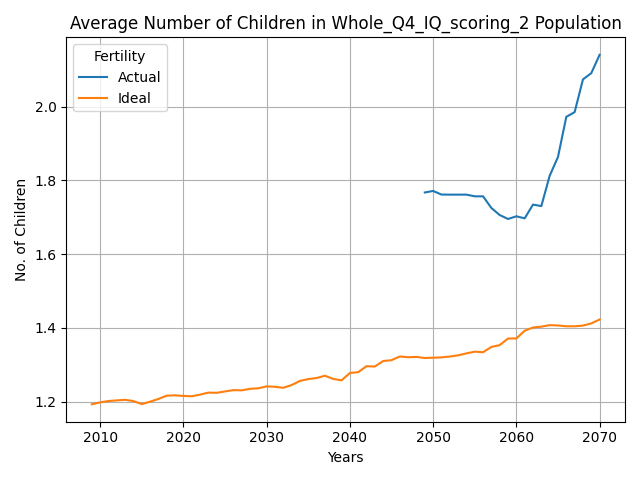 Average Number of Children in Whole_Q4_IQ_scoring_2 Population
Fertility
Actual
Ideal
No. of Children
2.0
1.8
1.6
1.4
1.2
2010 2020 2030 2040 2050 2060 2070
Years